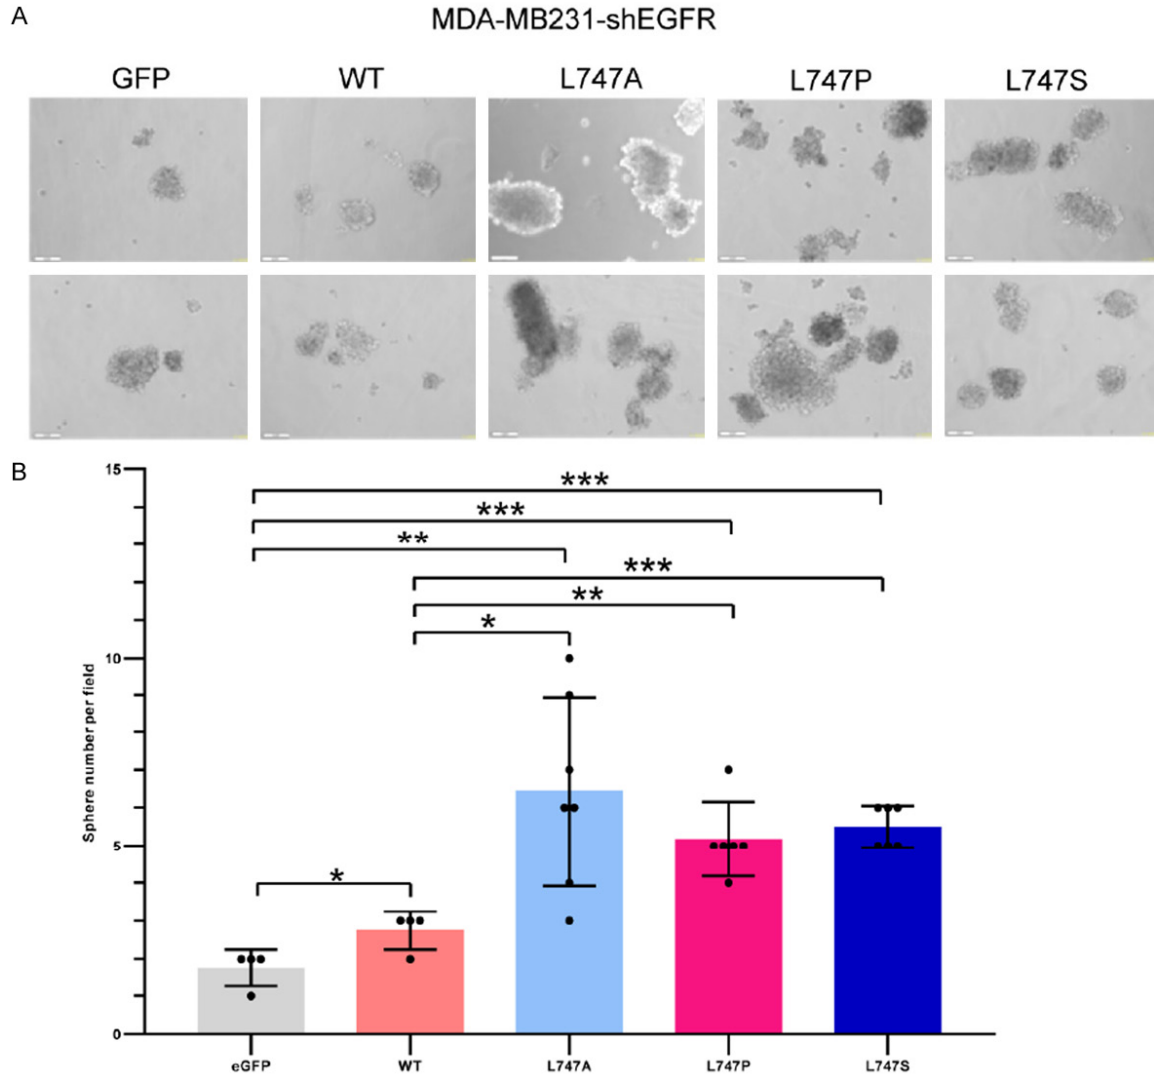 A
MDA-MB231-shEGFR
GFP WT L747A L747P L747S
B
15
***
***
**
***
**
*
10
Sphere number per field
5
*
0
eGFP WT L747A L747P L747S